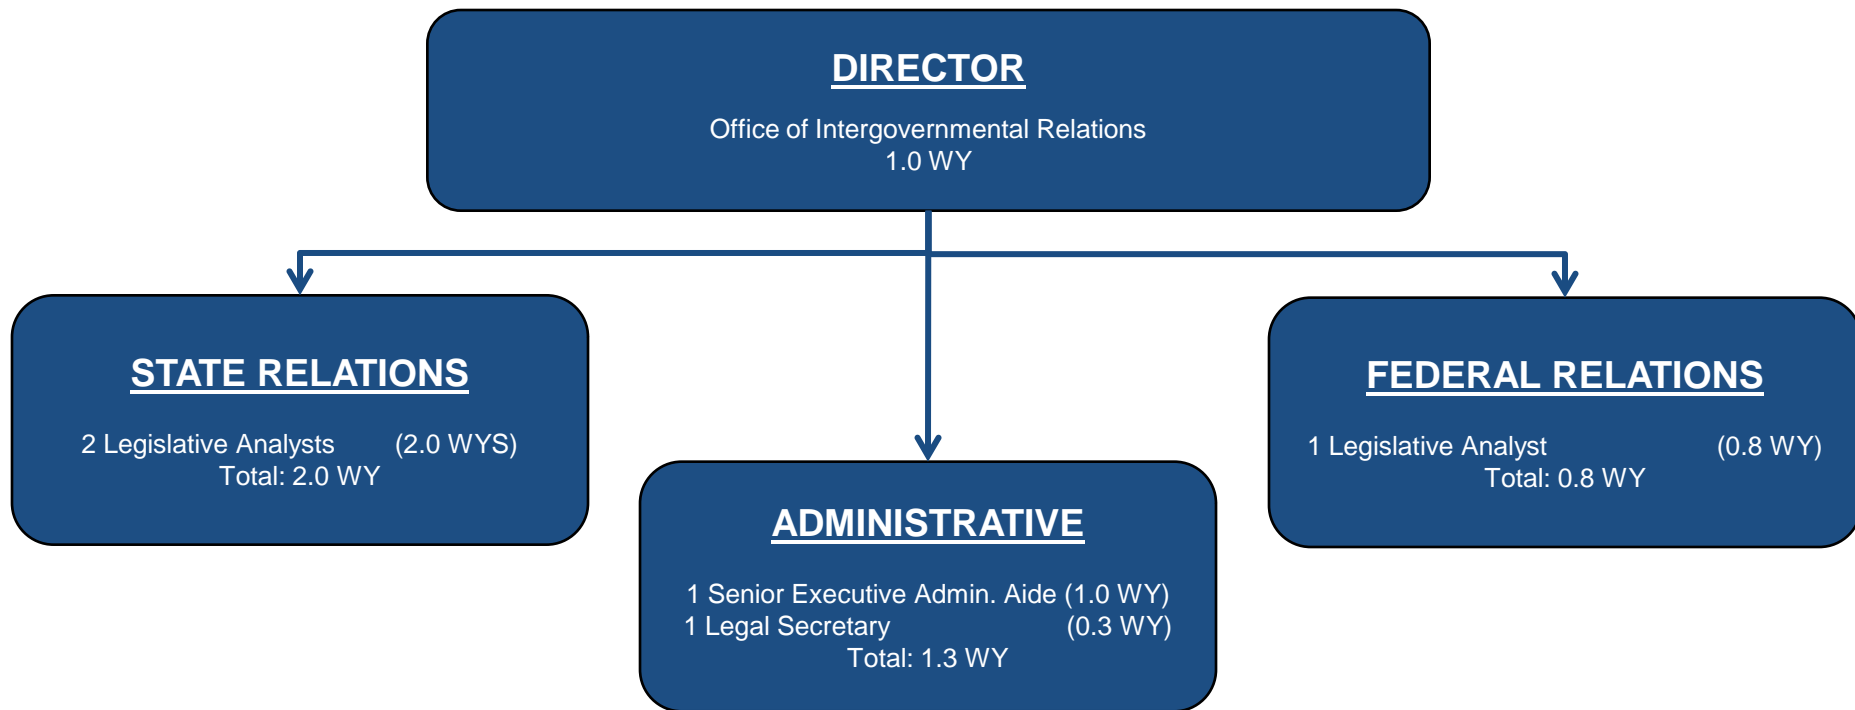 DIRECTOR
Office of Intergovernmental Relations
1.0 WY
STATE RELATIONS
2 Legislative Analysts (2.0 WYS)
Total: 2.0 WY
ADMINISTRATIVE
1 Senior Executive Admin. Aide (1.0 WY)
1 Legal Secretary (0.3 WY)
Total: 1.3 WY
FEDERAL RELATIONS
1 Legislative Analyst (0.8 WY)
Total: 0.8 WY